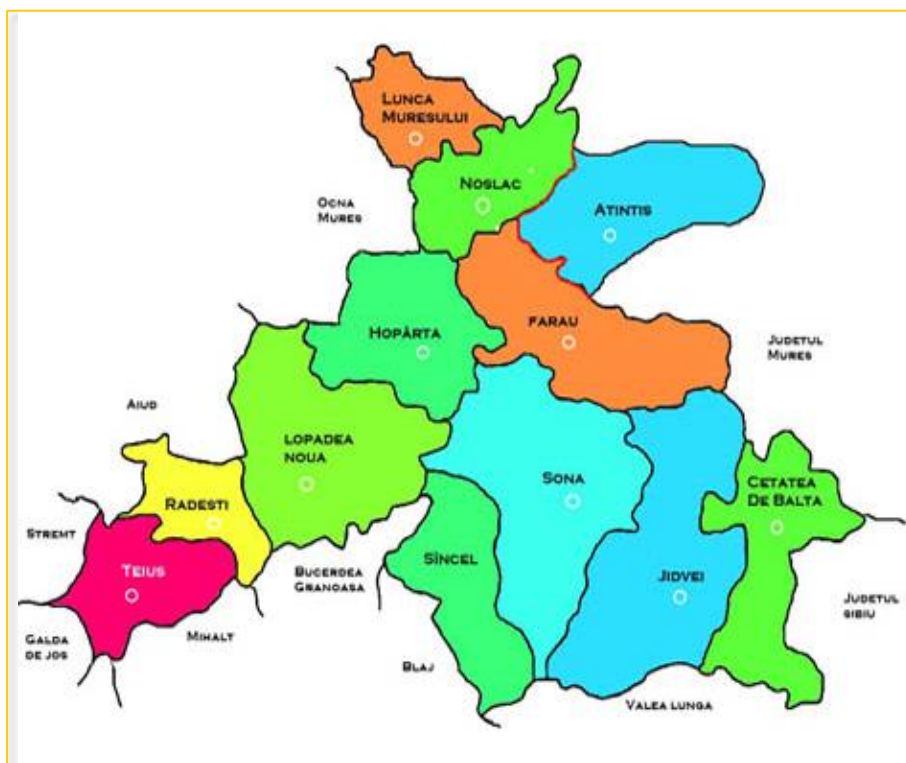 LUNCA
MURESULUI
NOSLAC
OCNA
MURES
ATINTIS
HOPÂRTA
FARAU
JUDETUL
MURES
AIUD
LOPADEA
NOUA
SONA
CETATEA
DE BALTA
RADESTI
STREMT
TEIUS
SÎNCEL
BUCERDEA
GRANOASA
JIDVEI
JUDETUL
SIBIU
GALDA
DE JOS
MIHALT
BLAJ
VALEA LUNGA